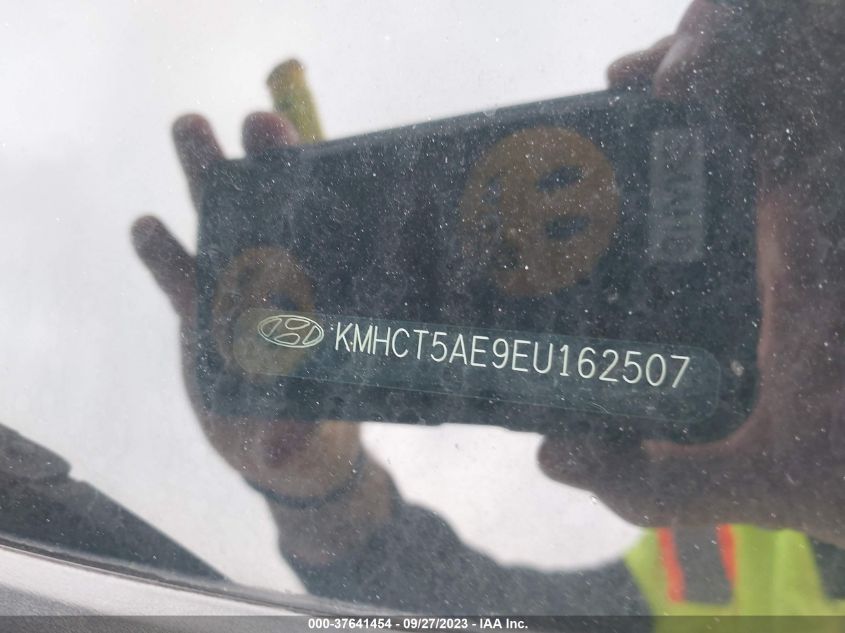 KMHCT5AE9EU162507
000-37641454 - 09/27/2023 - IAA Inc.